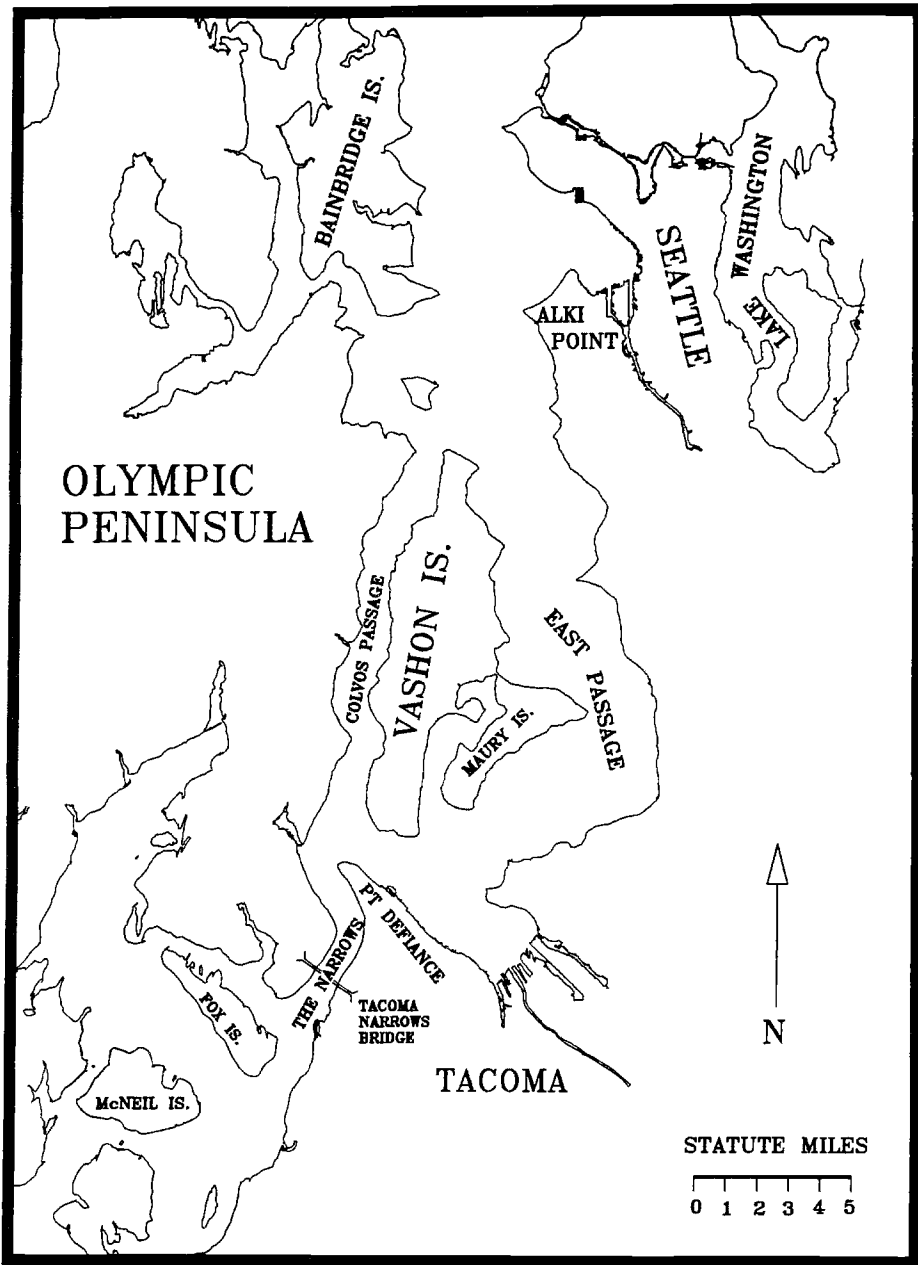 BAINBRIDGE IS.
WASHINGTON
LAKE
SEATTLE
ALKI
POINT
OLYMPIC
PENINSULA
COLVOS PASSAGE
VASHON IS.
EAST PASSAGE
MAURY IS.
PT DEFIANCE
THE NARROWS
FOX IS.
TACOMA
NARROWS
BRIDGE
McNEIL IS.
TACOMA
N
STATUTE MILES
0 1 2 3 4 5